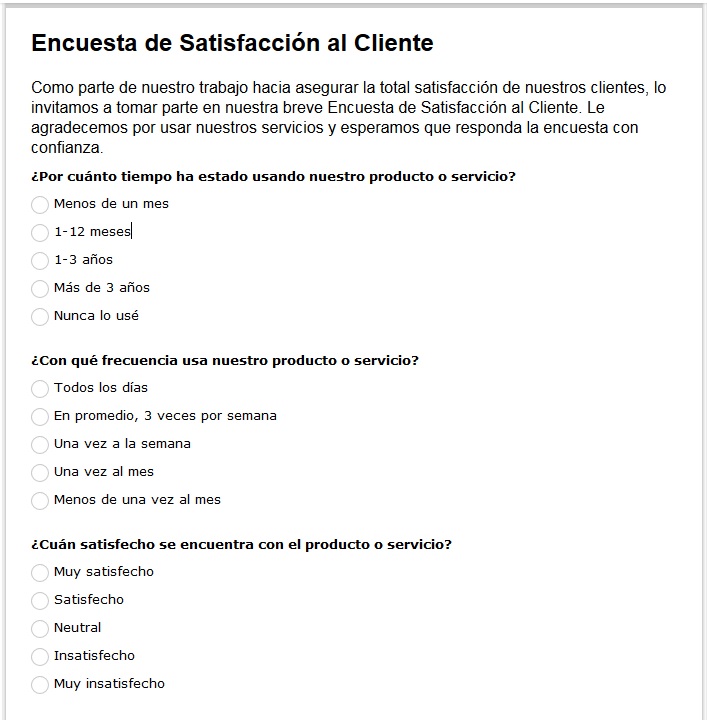 Encuesta de Satisfacción al Cliente
Como parte de nuestro trabajo hacia asegurar la total satisfacción de nuestros clientes, lo
invitamos a tomar parte en nuestra breve Encuesta de Satisfacción al Cliente. Le
agradecemos por usar nuestros servicios y esperamos que responda la encuesta con
confianza.
¿Por cuánto tiempo ha estado usando nuestro producto o servicio?
Menos de un mes
1-12 meses
1-3 años
Más de 3 años
Nunca lo usé
¿Con qué frecuencia usa nuestro producto o servicio?
Todos los días
En promedio, 3 veces por semana
Una vez a la semana
Una vez al mes
Menos de una vez al mes
¿Cuán satisfecho se encuentra con el producto o servicio?
Muy satisfecho
Satisfecho
Neutral
Insatisfecho
Muy insatisfecho